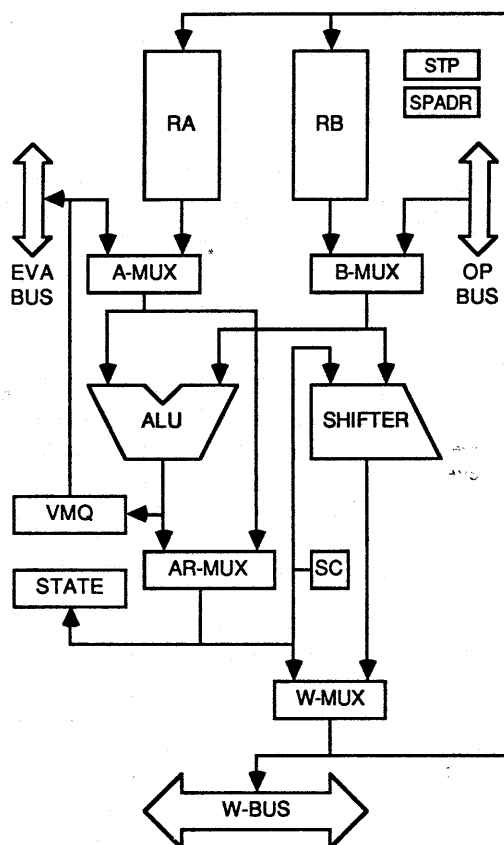 STP
SPADR
RA
RB
EVA
BUS
A-MUX
B-MUX
OP
BUS
ALU
SHIFTER
VMQ
STATE
AR-MUX
SC
W-MUX
W-BUS